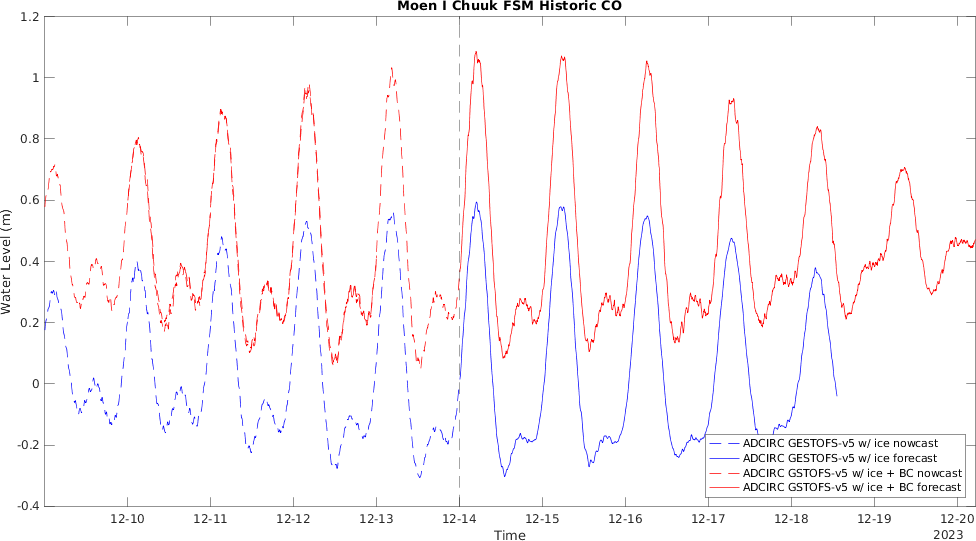 Moen I Chuuk FSM Historic CO
1.2
1
0.8
0.6
0.4
0.2
0
-0.2
-0.4
Water Level (m)
ADCIRC GESTOFS-v5 w/ ice nowcast
ADCIRC GESTOFS-v5 w/ ice forecast
ADCIRC GSTOFS-v5 w/ ice + BC nowcast
ADCIRC GSTOFS-v5 w/ ice + BC forecast
12-10 12-11 12-12 12-13 12-14 12-15 12-16 12-17 12-18 12-19 12-20
Time
2023